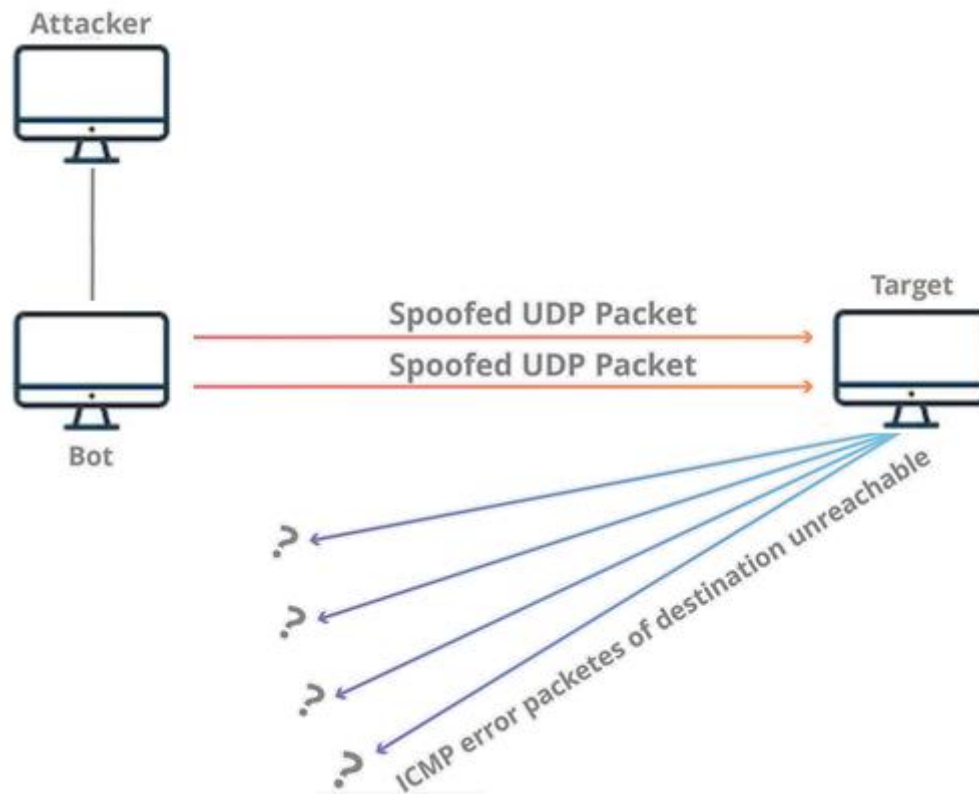 Attacker
Spoofed UDP Packet
Target
Spoofed UDP Packet
Bot
?
?
?
?
ICMP error packetes of destination unreachable